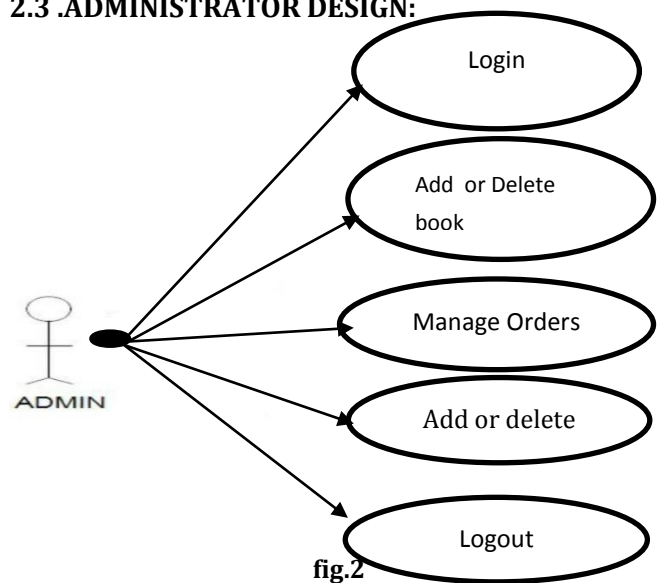 2.3 .ADMINISTRATOR DESIGN:
Login
Add or Delete
book
Manage Orders
ADMIN
Add or delete
Logout
fig.2